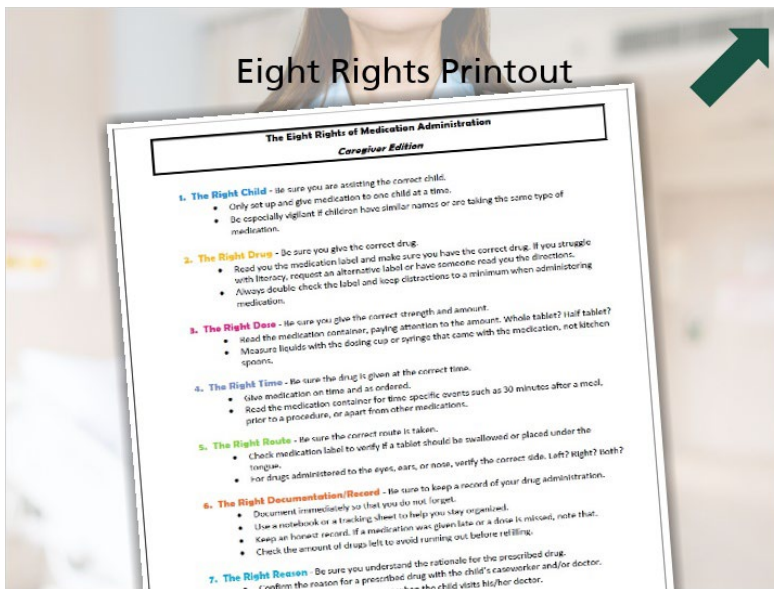 Eight Rights Printout
The Eight Rights of Medication Administration
Caregiver Edition
1. The Right Child - Be sure you are assisting the correct child.
• Only set up and give medication to one child at a time.
• Be especially vigilant if children have similar names or are taking the same type of
medication.
2. The Right Drug - Be sure you give the correct drug.
• Read you the medication label and make sure you have the correct drug. If you struggle
with literacy, request an alternative label or have someone read you the directions.
• Always double check the label and keep distractions to a minimum when administering
medication.
3. The Right Dose - Be sure you give the correct strength and amount.
• Read the medication container, paying attention to the amount. Whole tablet? Half tablet?
• Measure liquids with the dosing cup or syringe that came with the medication, not kitchen
spoons.
4. The Right Time - Be sure the drug is given at the correct time.
• Give medication on time and as ordered.
• Read the medication container for time specific events such as 30 minutes after a meal,
prior to a procedure, or apart from other medications.
5. The Right Route - Be sure the correct route is taken.
• Check medication label to verify if a tablet should be swallowed or placed under the
tongue.
• For drugs administered to the eyes, ears, or nose, verify the correct side. Left? Right? Both?
6. The Right Documentation/Record - Be sure to keep a record of your drug administration.
• Document immediately so that you do not forget.
• Use a notebook or a tracking sheet to help you stay organized.
• Keep an honest record. If a medication was given late or a dose is missed, note that.
• Check the amount of drugs left to avoid running out before refilling.
7. The Right Reason - Be sure you understand the rationale for the prescribed drug.
• Confirm the reason for a prescribed drug with the child's caseworker and/or doctor.
when the child visits his/her doctor.